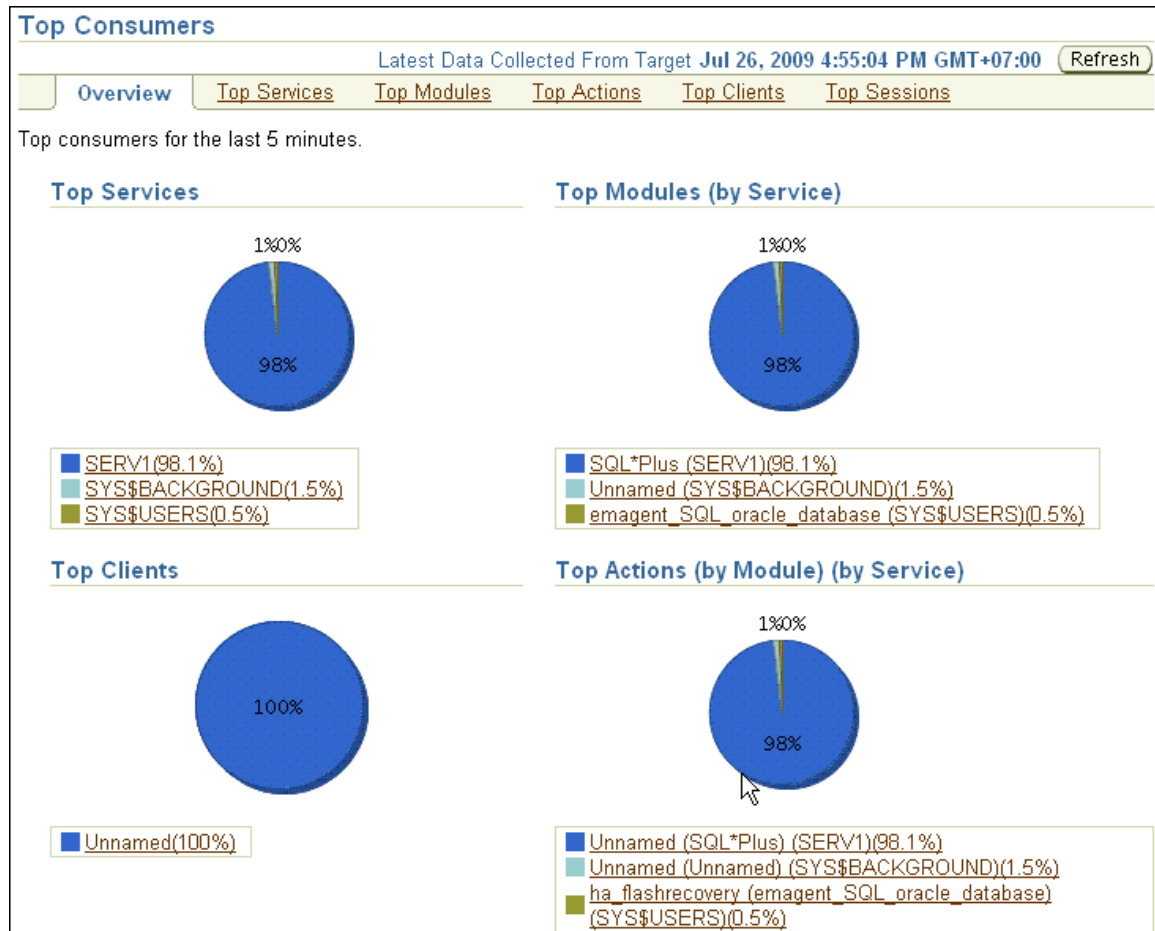 Top Consumers
Latest Data Collected From Target Jul 26, 2009 4:55:04 PM GMT+07:00 Refresh
Overview Top Services Top Modules Top Actions Top Clients Top Sessions
Top consumers for the last 5 minutes.
Top Services
1%0%
98%
SERV1(98.1%)
SYS$BACKGROUND(1.5%)
SYS$USERS(0.5%)
Top Modules (by Service)
1%0%
98%
SQL*Plus (SERV1)(98.1%)
Unnamed (SYS$BACKGROUND)(1.5%)
emagent_SQL_oracle_database (SYS$USERS)(0.5%)
Top Clients
100%
Unnamed(100%)
Top Actions (by Module) (by Service)
1%0%
98%
Unnamed (SQL*Plus) (SERV1)(98.1%)
Unnamed (Unnamed) (SYS$BACKGROUND)(1.5%)
ha_flashrecovery (emagent_SQL_oracle_database)
(SYS$USERS)(0.5%)